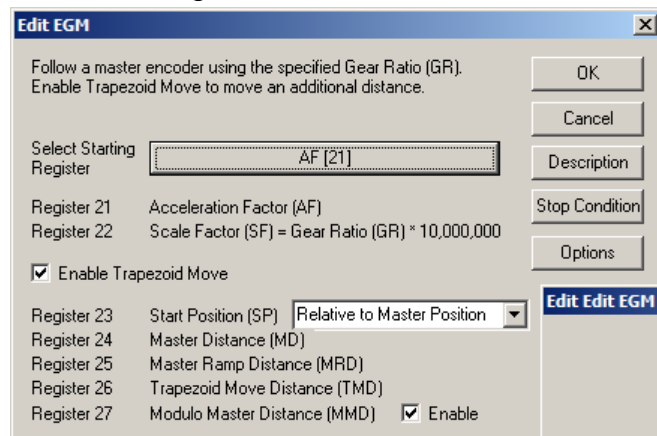 Edit EGM
Follow a master encoder using the specified Gear Ratio (GR).
Enable Trapezoid Move to move an additional distance.
OK
Cancel
Select Starting
Register
AF [21]
Description
Register 21 Acceleration Factor (AF)
Stop Condition
Register 22 Scale Factor (SF) = Gear Ratio (GR) * 10,000,000
Options
Enable Trapezoid Move
Edit Edit EGM
Register 23 Start Position (SP) Relative to Master Position
Register 24 Master Distance (MD)
Register 25 Master Ramp Distance (MRD)
Register 26 Trapezoid Move Distance (TMD)
Register 27 Modulo Master Distance (MMD) Enable